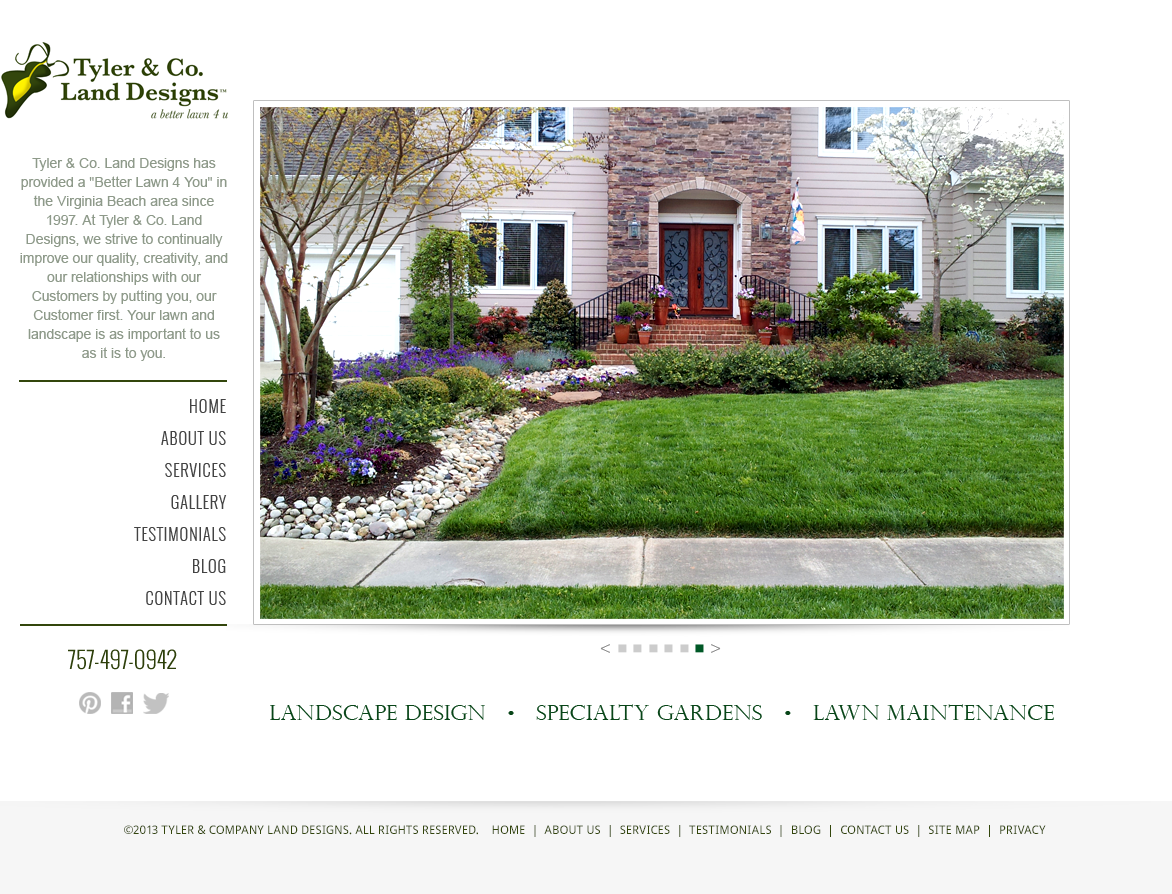 Tyler & Co.
Land Designs™
a better lawn 4 u
Tyler & Co. Land Designs has
provided a "Better Lawn 4 You" in
the Virginia Beach area since
1997. At Tyler & Co. Land
Designs, we strive to continually
improve our quality, creativity, and
our relationships with our
Customers by putting you, our
Customer first. Your lawn and
landscape is as important to us
as it is to you.
HOME
ABOUT US
SERVICES
GALLERY
TESTIMONIALS
BLOG
CONTACT US
757-497-0942
< >
LANDSCAPE DESIGN • SPECIALTY GARDENS • LAWN MAINTENANCE
©2013 TYLER & COMPANY LAND DESIGNS. ALL RIGHTS RESERVED. HOME | ABOUT US | SERVICES | TESTIMONIALS | BLOG | CONTACT US | SITE MAP | PRIVACY